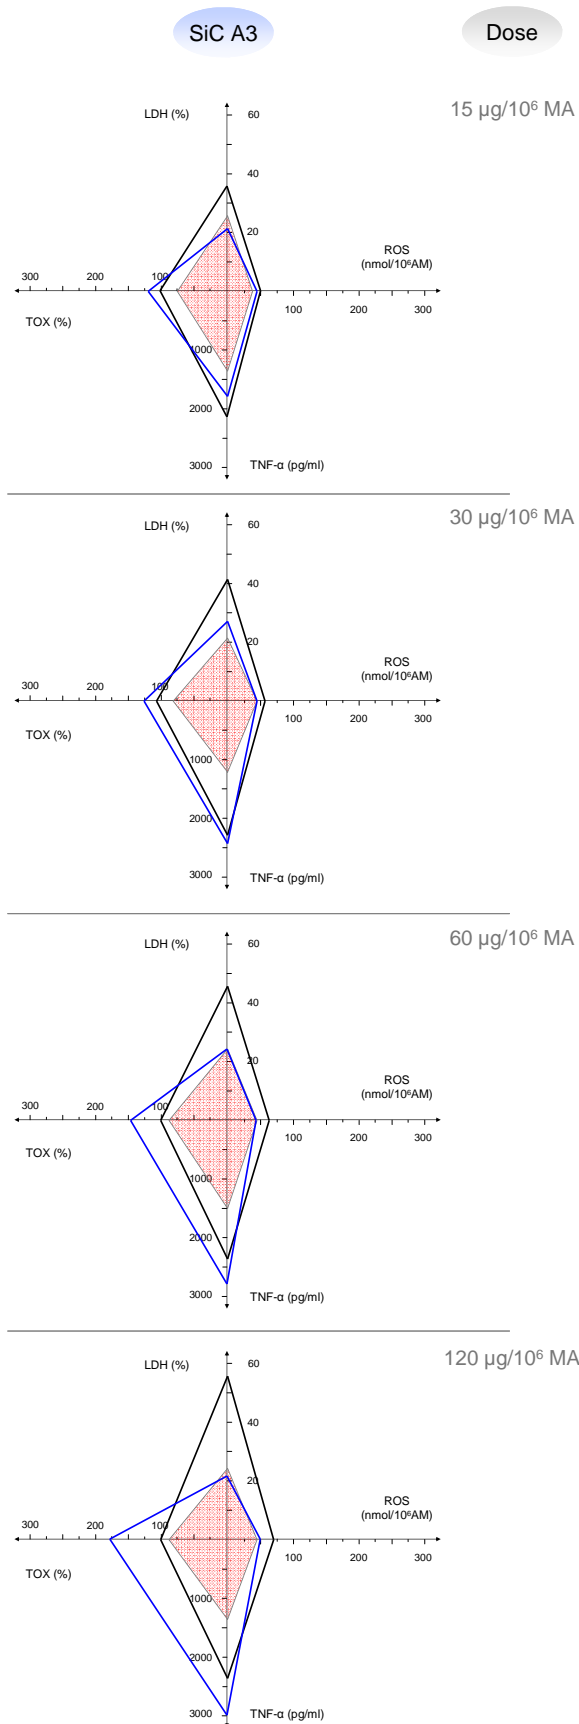 SiC A3 Dose
15 µg/10⁶ MA
LDH (%) 60
40
20
ROS
(nmol/10⁶AM)
300 200 100
100 200 300
TOX (%)
1000
2000
3000 TNF-α (pg/ml)
30 µg/10⁶ MA
LDH (%) 60
40
20
ROS
(nmol/10⁶AM)
300 200 100
100 200 300
TOX (%)
1000
2000
3000 TNF-α (pg/ml)
60 µg/10⁶ MA
LDH (%) 60
40
20
ROS
(nmol/10⁶AM)
300 200 100
100 200 300
TOX (%)
1000
2000
3000 TNF-α (pg/ml)
120 µg/10⁶ MA
LDH (%) 60
40
20
ROS
(nmol/10⁶AM)
300 200 100
100 200 300
TOX (%)
1000
2000
3000 TNF-α (pg/ml)